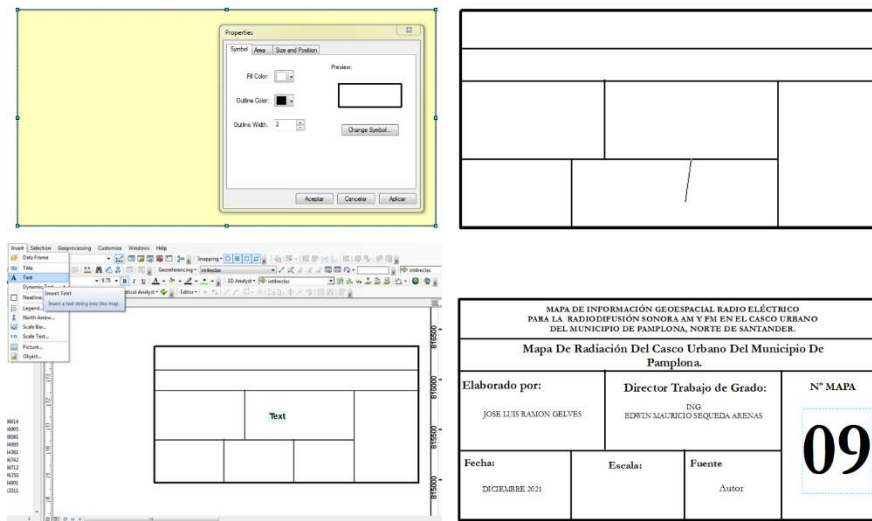 Properties
Symbol Area Size and Position
Fill Color:
Outline Color:
Outline Width: 2
Preview:
Change Symbol...
Aceptar Cancelar Aplicar
Insert Selection Geoprocessing Customize Windows Help
Data Frame
Title
Text
Insert Text
Insert a text string into the map.
Neatline...
Legend...
North Arrow...
Scale Bar...
Scale Text...
Picture...
Object...
Snapping
Georeferencing
3D Analyst
Editor
Text
816500
816000
815500
815000
MAPA DE INFORMACIÓN GEOESPACIAL RADIO ELÉCTRICO
PARA LA RADIODIFUSIÓN SONORA AM Y FM EN EL CASCO URBANO
DEL MUNICIPIO DE PAMPLONA, NORTE DE SANTANDER.
Mapa De Radiación Del Casco Urbano Del Municipio De
Pamplona.
Elaborado por:
JOSE LUIS RAMON GELVES
Director Trabajo de Grado:
ING.
EDWIN MAURICIO SEQUEDA ARENAS
N° MAPA
09
Fecha:
DICIEMBRE 2021
Escala:
Fuente
Autor